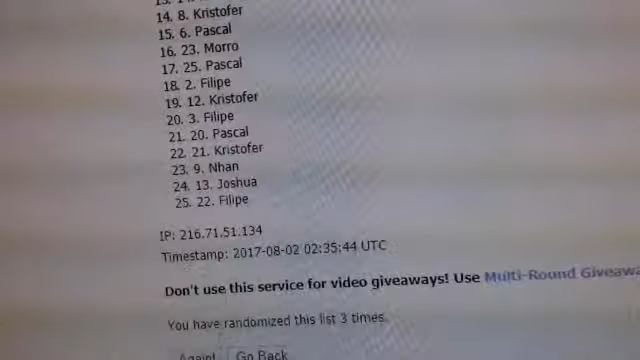 14. 8. Kristofer
15. 6. Pascal
16. 23. Morro
17. 25. Pascal
18. 2. Filipe
19. 12. Kristofer
20. 3. Filipe
21. 20. Pascal
22. 21. Kristofer
23. 9. Nhan
24. 13. Joshua
25. 22. Filipe
IP: 216.71.51.134
Timestamp: 2017-08-02 02:35:44 UTC
Don't use this service for video giveaways! Use Multi-Round Giveawa
You have randomized this list 3 times.
Again! Go Back